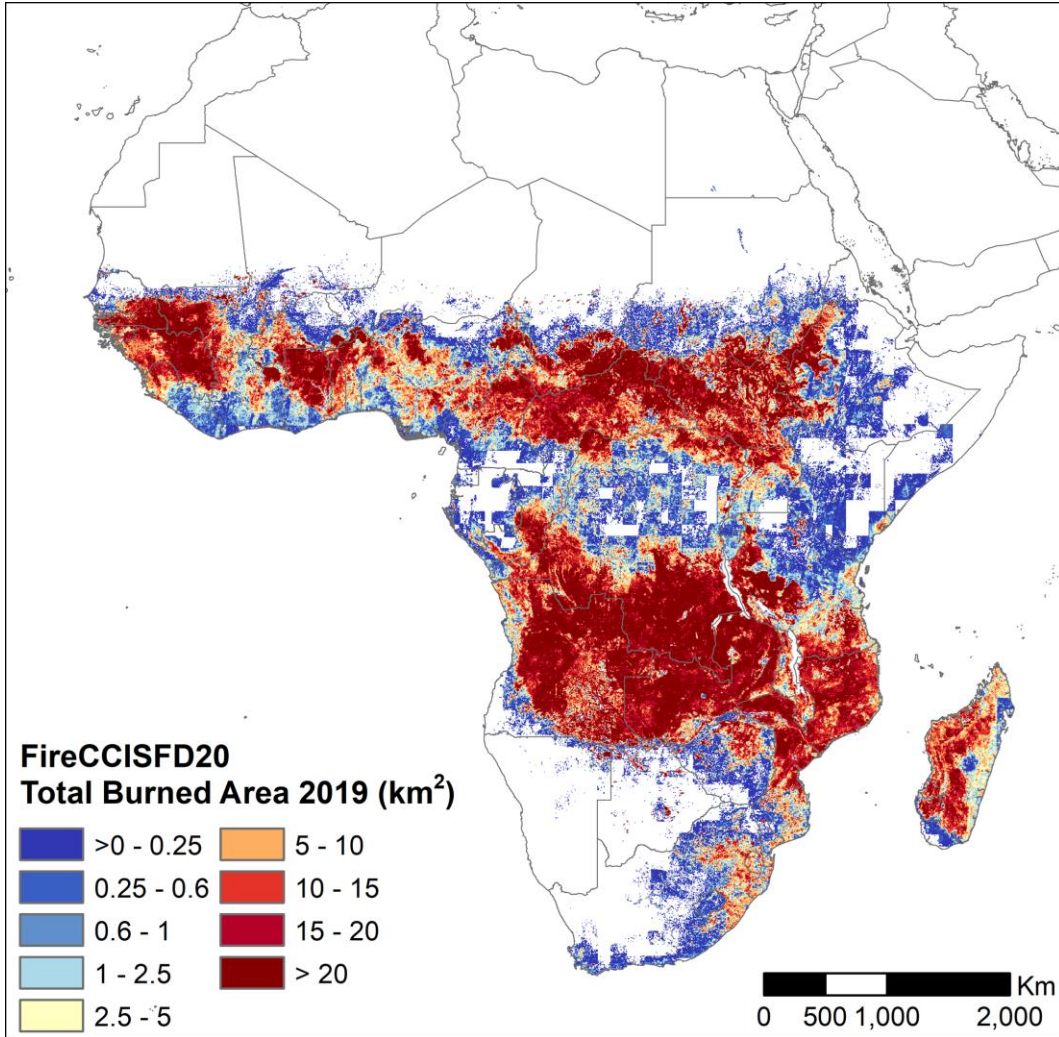 FireCCISFD20
Total Burned Area 2019 (km²)
>0 - 0.25
0.25 - 0.6
0.6 - 1
1 - 2.5
2.5 - 5
5 - 10
10 - 15
15 - 20
> 20
Km
0 500 1,000 2,000